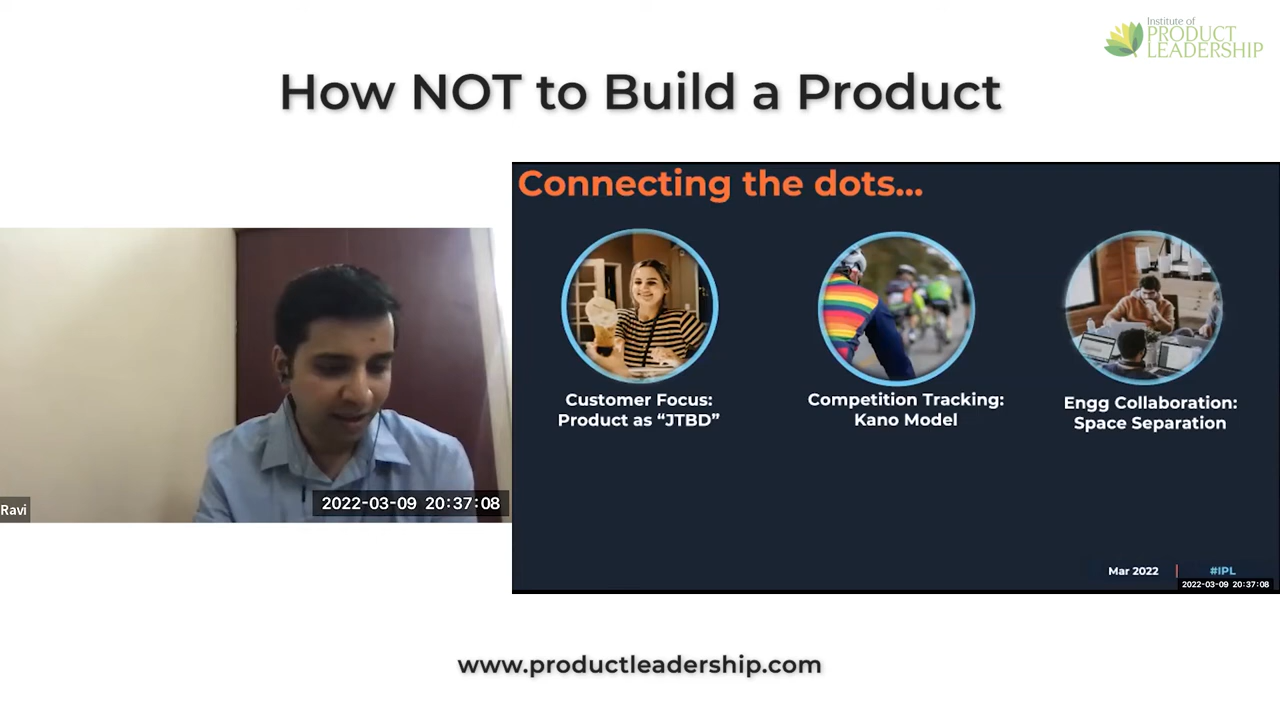 Institute of
PRODUCT
LEADERSHIP
How NOT to Build a Product
Connecting the dots...
Customer Focus:
Product as “JTBD”
Competition Tracking:
Kano Model
Engg Collaboration:
Space Separation
Ravi
2022-03-09 20:37:08
Mar 2022 | #IPL
2022-03-09 20:37:08
www.productleadership.com